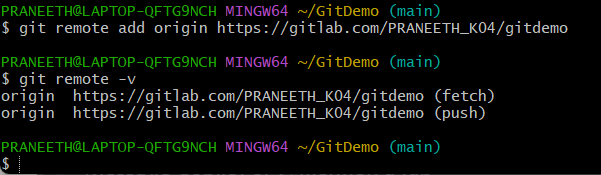 PRANEETH@LAPTOP-QFTG9NCH MINGW64 ~/GitDemo (main)
$ git remote add origin https://gitlab.com/PRANEETH_K04/gitdemo
PRANEETH@LAPTOP-QFTG9NCH MINGW64 ~/GitDemo (main)
$ git remote -v
origin  https://gitlab.com/PRANEETH_K04/gitdemo (fetch)
origin  https://gitlab.com/PRANEETH_K04/gitdemo (push)
PRANEETH@LAPTOP-QFTG9NCH MINGW64 ~/GitDemo (main)
$